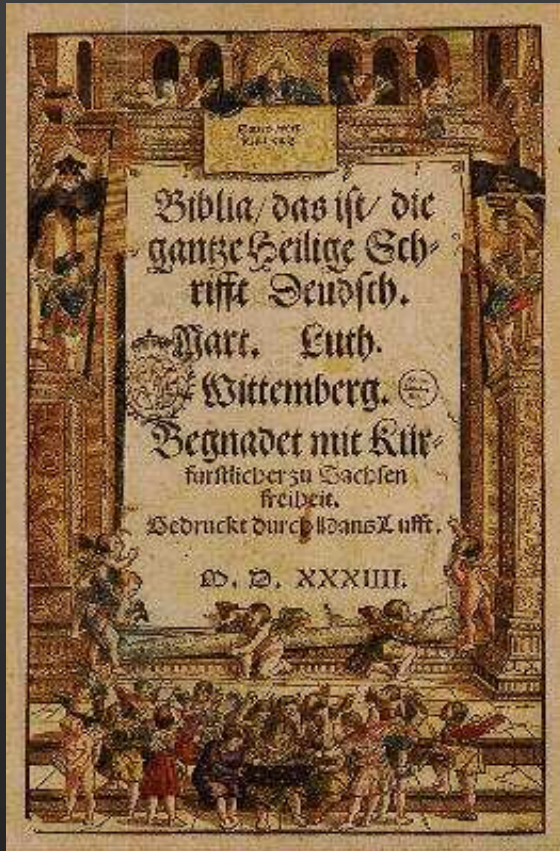 Biblia/ das ist/ die
gantze Heilige Sch-
rifft Deudsch.
Mart. Luth.
Wittemberg.
Begnadet mit Kür-
fürstlicher zu Sachsen
freiheit.
Gedruckt durch Hans Lufft.
M. D. XXXIIII.